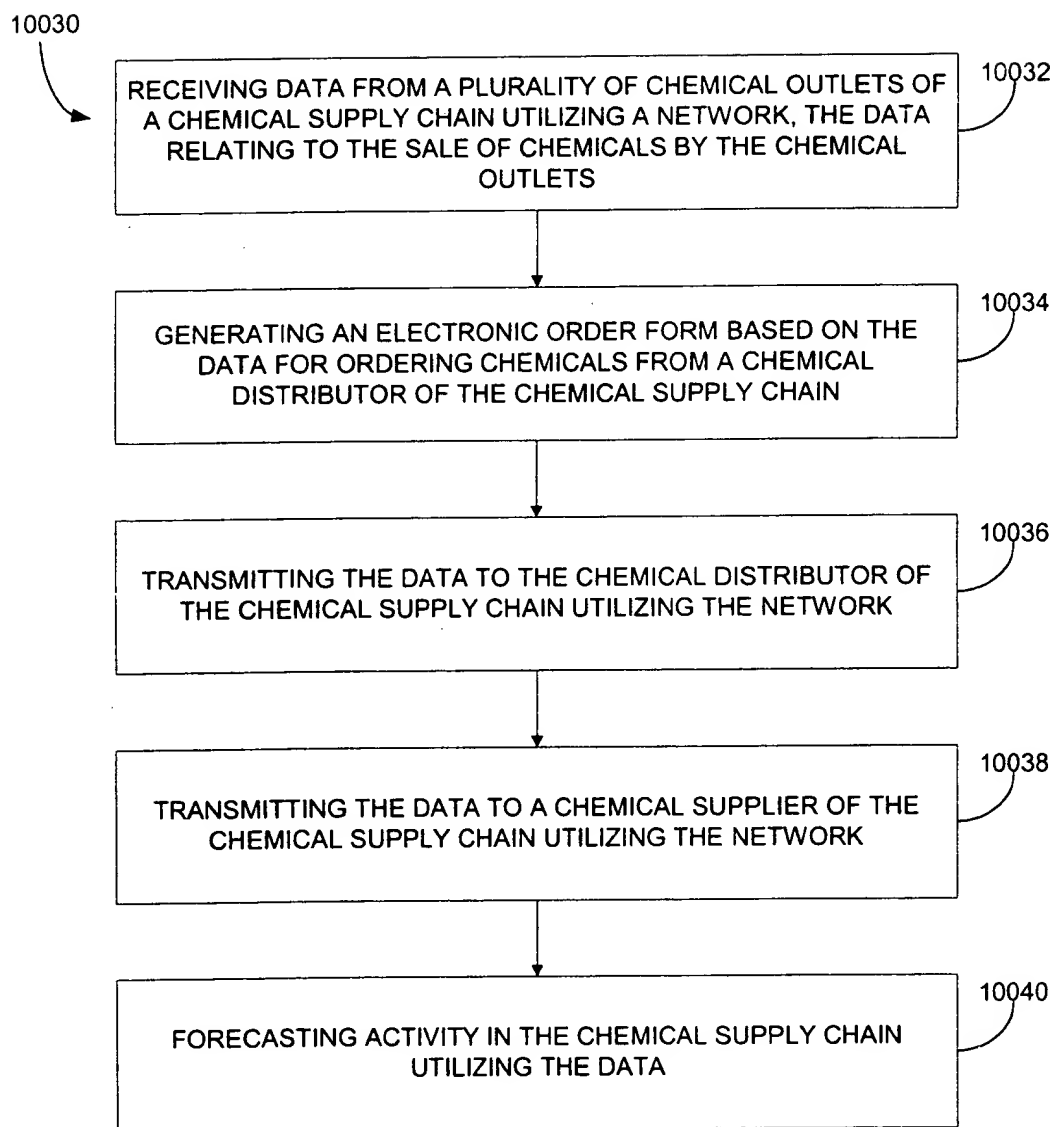 10030
RECEIVING DATA FROM A PLURALITY OF CHEMICAL OUTLETS OF
A CHEMICAL SUPPLY CHAIN UTILIZING A NETWORK, THE DATA
RELATING TO THE SALE OF CHEMICALS BY THE CHEMICAL
OUTLETS
10032
GENERATING AN ELECTRONIC ORDER FORM BASED ON THE
DATA FOR ORDERING CHEMICALS FROM A CHEMICAL
DISTRIBUTOR OF THE CHEMICAL SUPPLY CHAIN
10034
TRANSMITTING THE DATA TO THE CHEMICAL DISTRIBUTOR OF
THE CHEMICAL SUPPLY CHAIN UTILIZING THE NETWORK
10036
TRANSMITTING THE DATA TO A CHEMICAL SUPPLIER OF THE
CHEMICAL SUPPLY CHAIN UTILIZING THE NETWORK
10038
FORECASTING ACTIVITY IN THE CHEMICAL SUPPLY CHAIN
UTILIZING THE DATA
10040